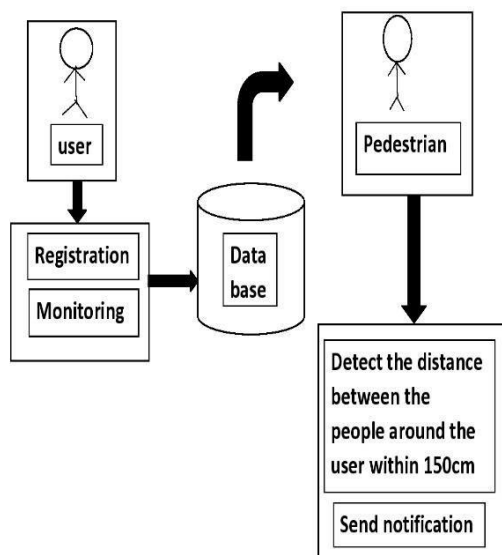 user
Registration
Monitoring
Data
base
Pedestrian
Detect the distance
between the
people around the
user within 150cm
Send notification